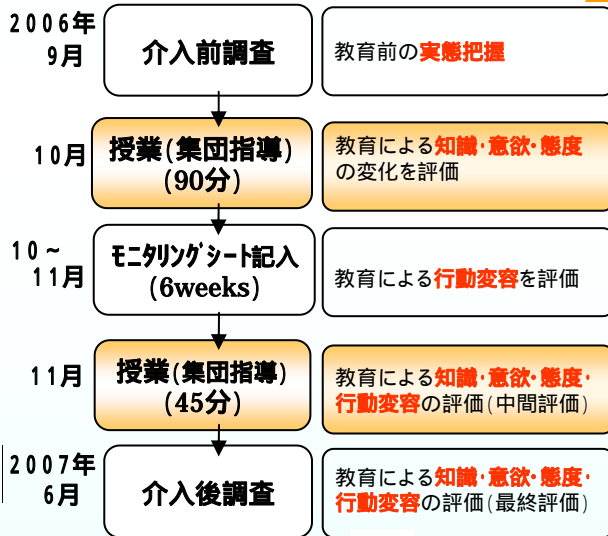 2006年
9月
介入前調査
教育前の実態把握
10月
授業(集団指導)
(90分)
教育による知識・意欲・態度
の変化を評価
10~
11月
ﾓﾆﾀﾘﾝｸﾞｼｰﾄ記入
(6weeks)
教育による行動変容を評価
11月
授業(集団指導)
(45分)
教育による知識・意欲・態度・
行動変容の評価(中間評価)
2007年
6月
介入後調査
教育による知識・意欲・態度・
行動変容の評価(最終評価)